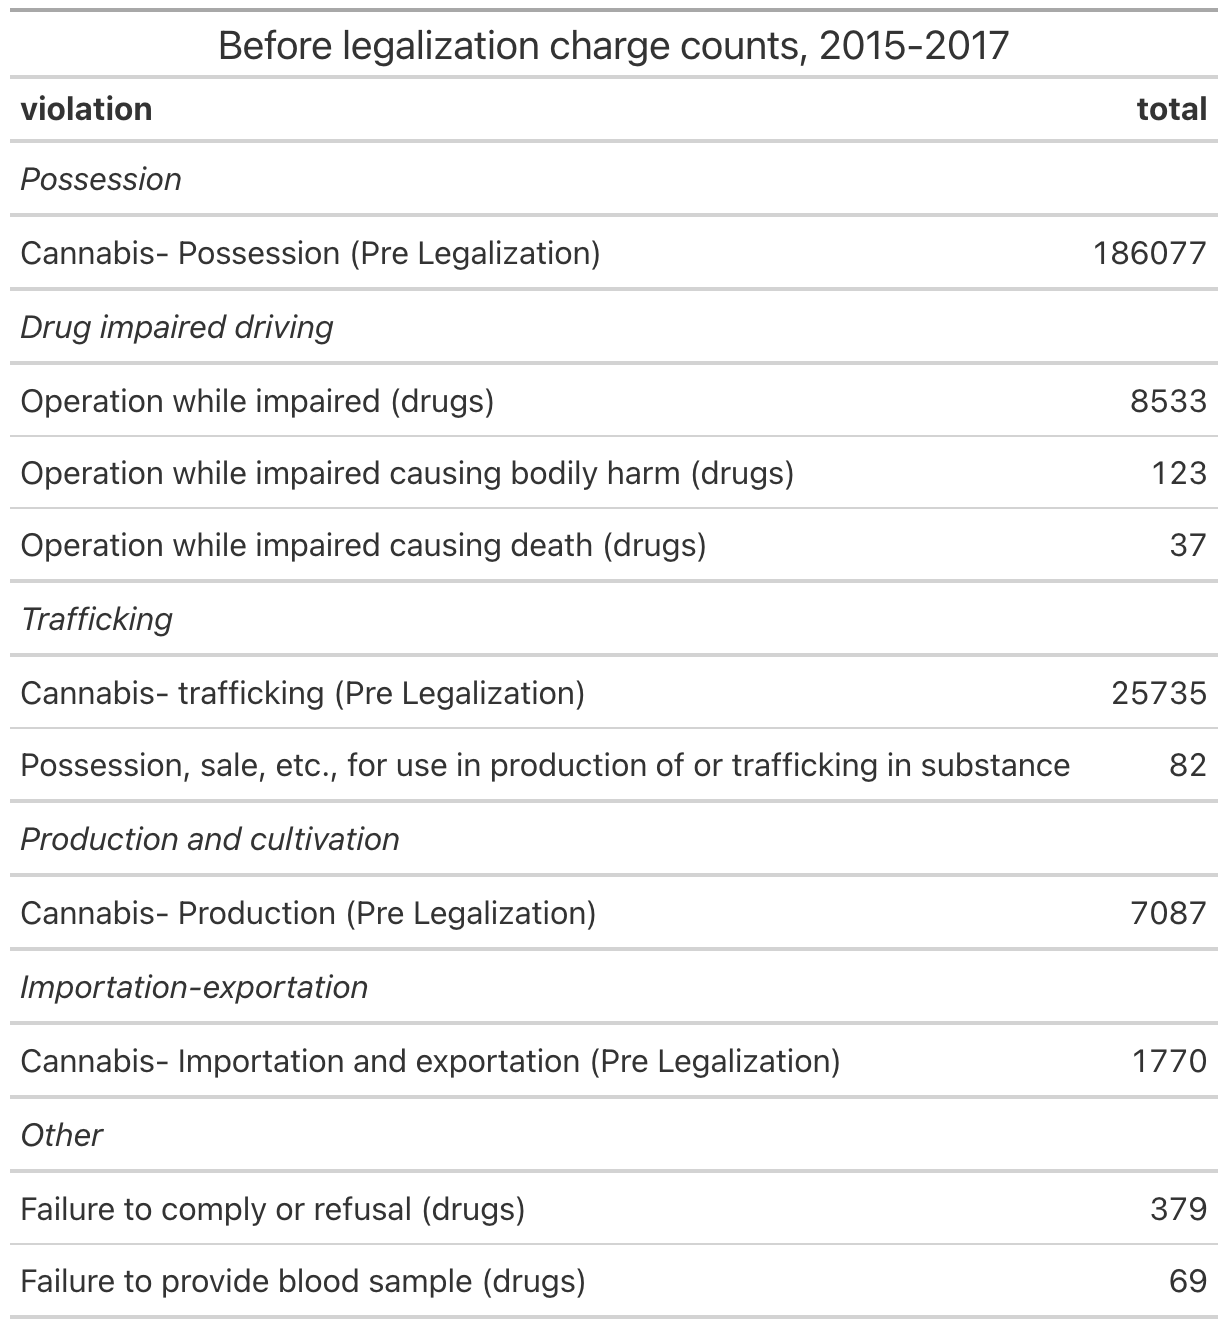 Before legalization charge counts, 2015-2017
violation total
Possession
Cannabis- Possession (Pre Legalization) 186077
Drug impaired driving
Operation while impaired (drugs) 8533
Operation while impaired causing bodily harm (drugs) 123
Operation while impaired causing death (drugs) 37
Trafficking
Cannabis- trafficking (Pre Legalization) 25735
Possession, sale, etc., for use in production of or trafficking in substance 82
Production and cultivation
Cannabis- Production (Pre Legalization) 7087
Importation-exportation
Cannabis- Importation and exportation (Pre Legalization) 1770
Other
Failure to comply or refusal (drugs) 379
Failure to provide blood sample (drugs) 69